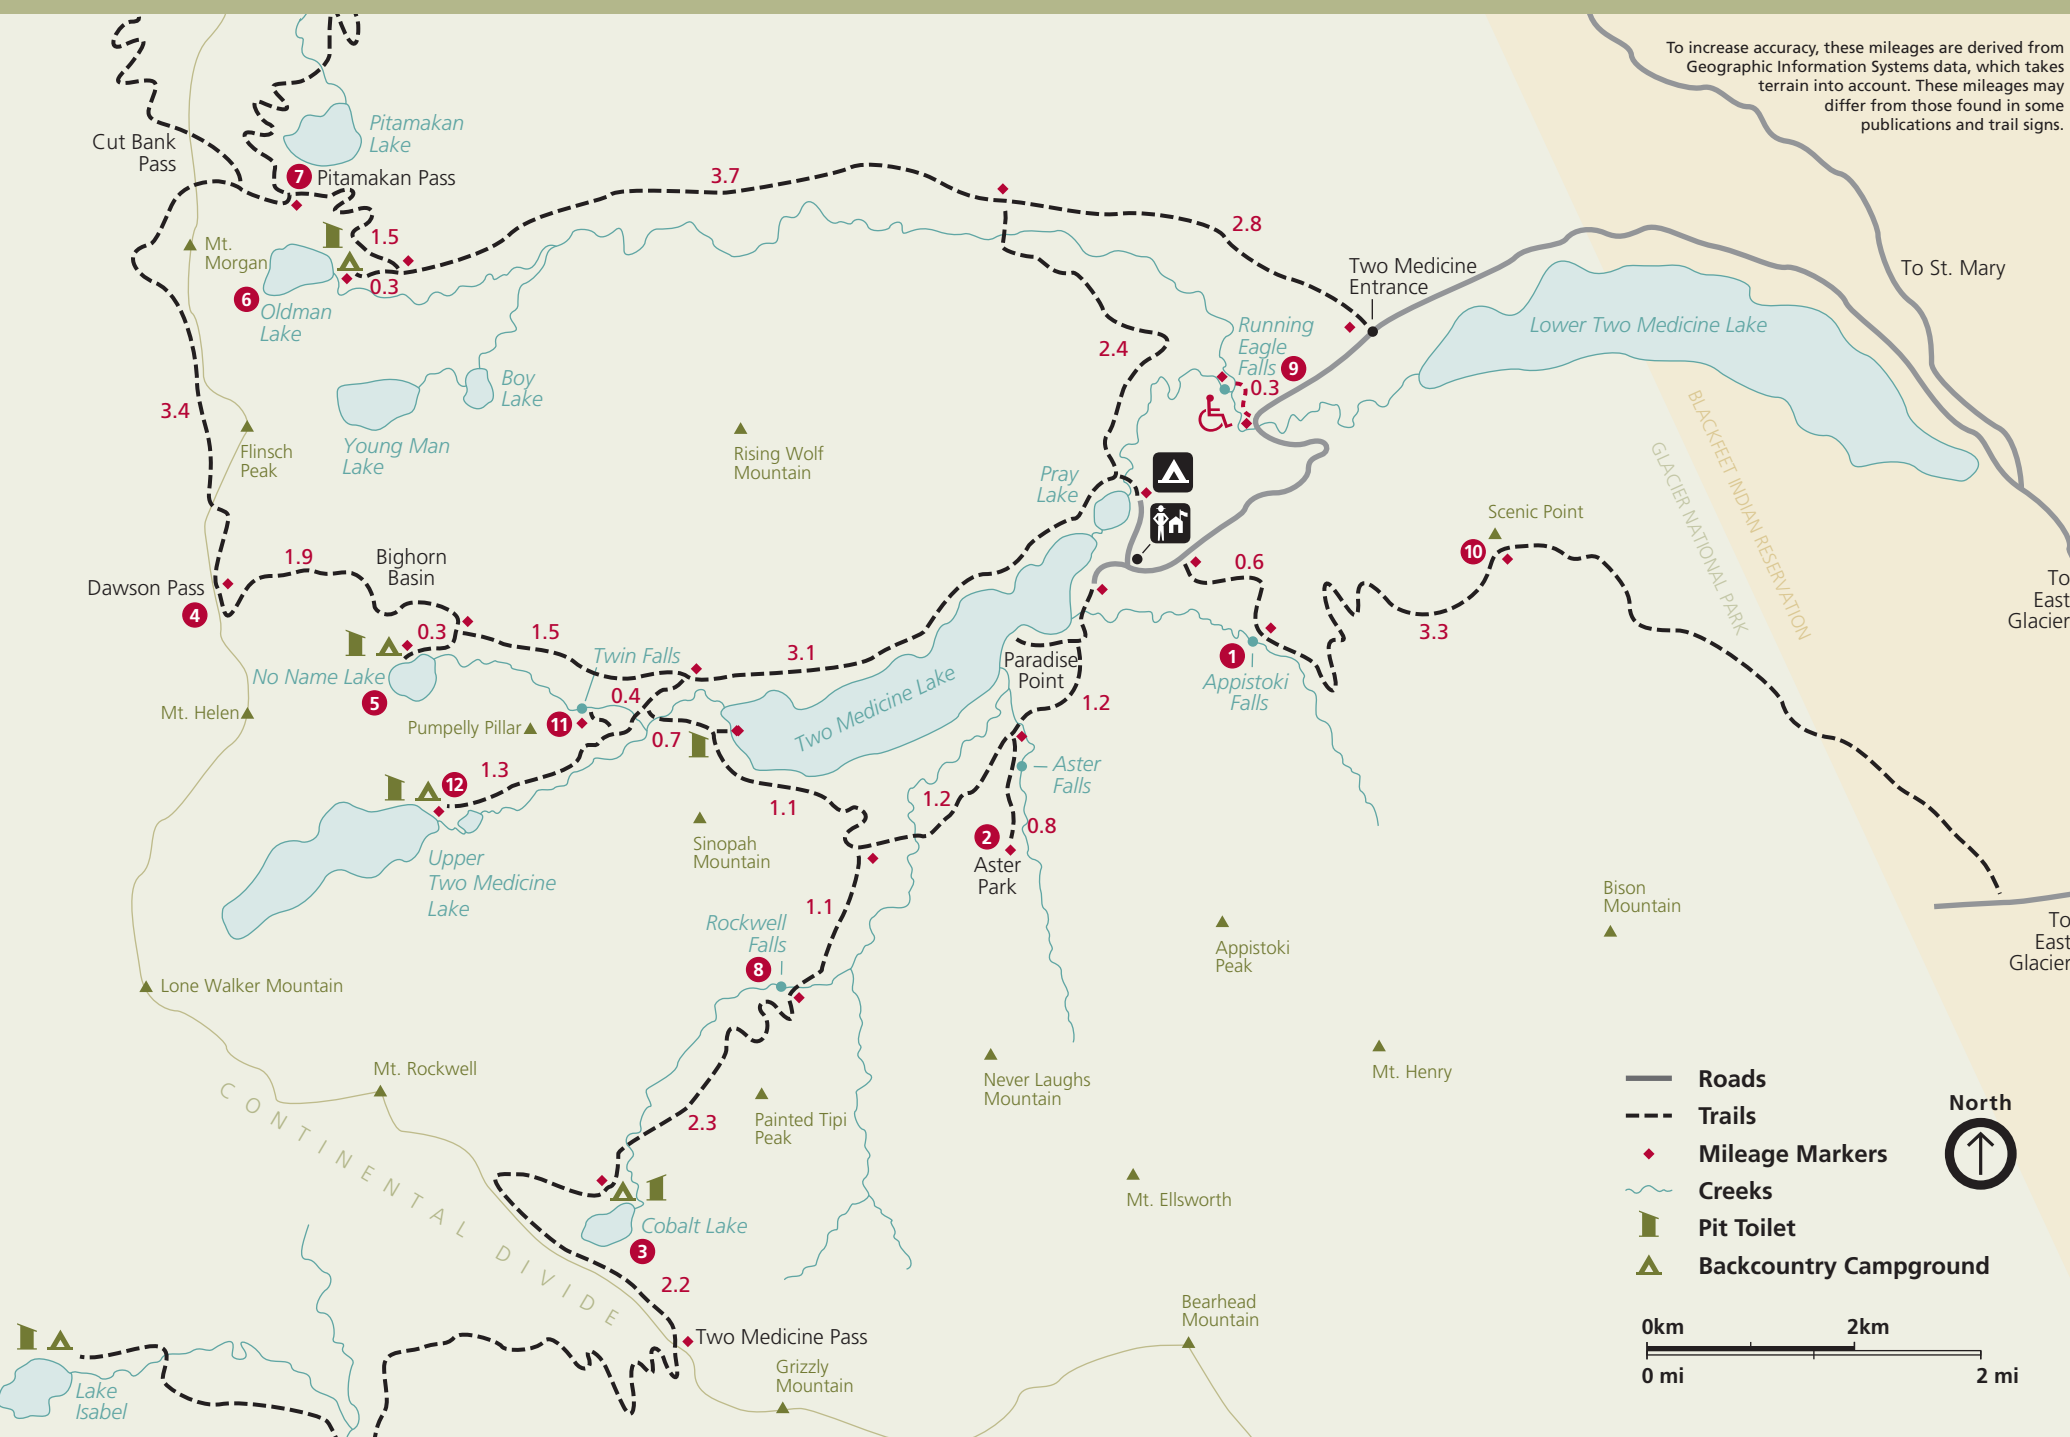 To increase accuracy, these mileages are derived from
Geographic Information Systems data, which takes
terrain into account. These mileages may
differ from those found in some
publications and trail signs.
Pitamakan
Lake
Cut Bank
Pass
7
Pitamakan Pass
3.7
2.8
1.5
Mt.
Morgan
0.3
6
Oldman
Lake
Two Medicine
Entrance
To St. Mary
Running
Eagle
Falls
9
0.3
Lower Two Medicine Lake
2.4
Boy
Lake
Young Man
Lake
3.4
Flinsch
Peak
Rising Wolf
Mountain
BLACKFEET INDIAN RESERVATION
GLACIER NATIONAL PARK
Pray
Lake
Scenic Point
10
1.9
Bighorn
Basin
0.6
Dawson Pass
4
To
East
Glacier
0.3
1.5
3.3
Twin Falls
3.1
Paradise
Point
1
Appistoki
Falls
No Name Lake
5
0.4
1.2
Two Medicine Lake
Mt. Helen
Pumpelly Pillar
11
0.7
1.3
12
Aster
Falls
1.1
1.2
0.8
2
Aster
Park
Sinopah
Mountain
Upper
Two Medicine
Lake
1.1
Bison
Mountain
Rockwell
Falls
8
Appistoki
Peak
To
East
Glacier
Lone Walker Mountain
Mt. Rockwell
Never Laughs
Mountain
Mt. Henry
CONTINENTAL DIVIDE
2.3
Painted Tipi
Peak
Mt. Ellsworth
Cobalt Lake
3
2.2
Two Medicine Pass
Bearhead
Mountain
Grizzly
Mountain
Lake
Isabel
Roads
Trails
Mileage Markers
Creeks
Pit Toilet
Backcountry Campground
North
0km
2km
0 mi
2 mi